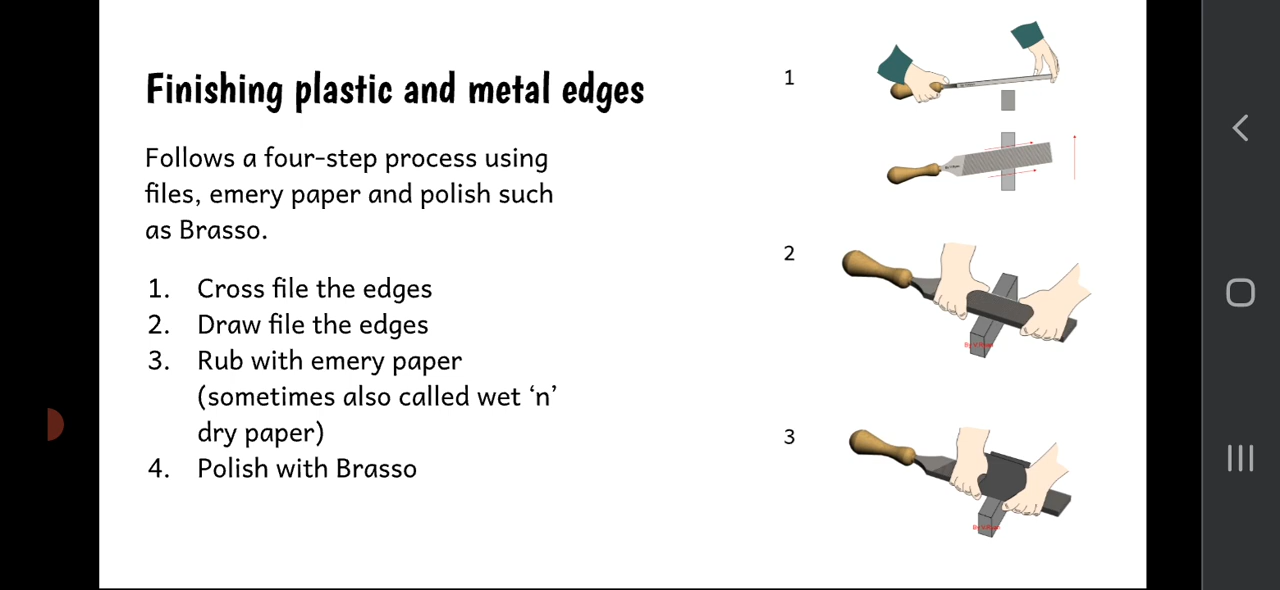 Finishing plastic and metal edges
Follows a four-step process using
files, emery paper and polish such
as Brasso.
1. Cross file the edges
2. Draw file the edges
3. Rub with emery paper
(sometimes also called wet ‘n’
dry paper)
4. Polish with Brasso
1
2
3